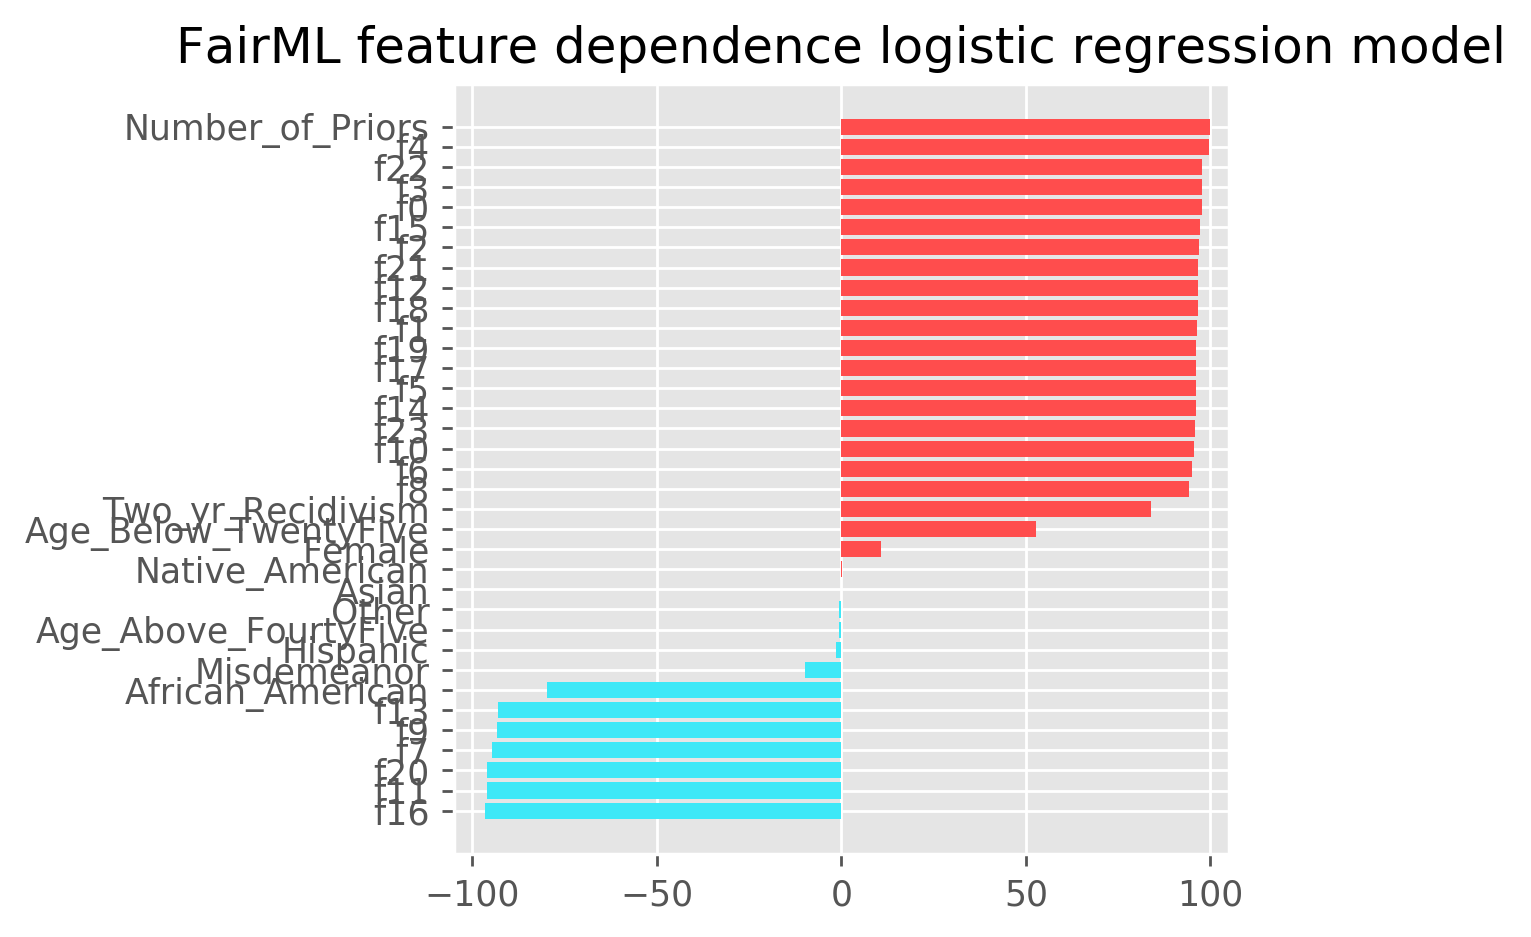 FairML feature dependence logistic regression model
Number_of_Priors
f4
f22
f3
f0
f15
f2
f21
f12
f18
f1
f19
f17
f5
f14
f23
f10
f6
f8
Two_yr_Recidivism
Age_Below_TwentyFive
Female
Native_American
Asian
Other
Age_Above_FourtyFive
Hispanic
Misdemeanor
African_American
f13
f9
f7
f20
f11
f16
−100 −50 0 50 100